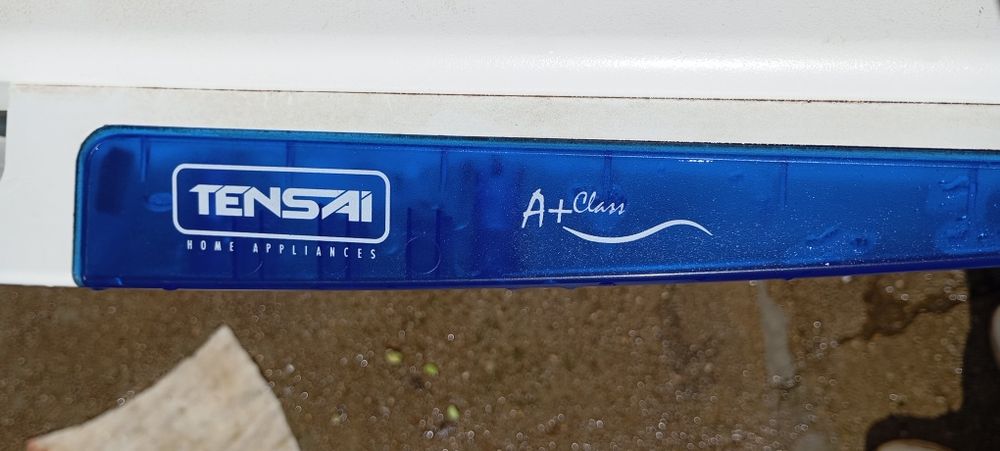 TENSAI
HOME APPLIANCES
A+ Class